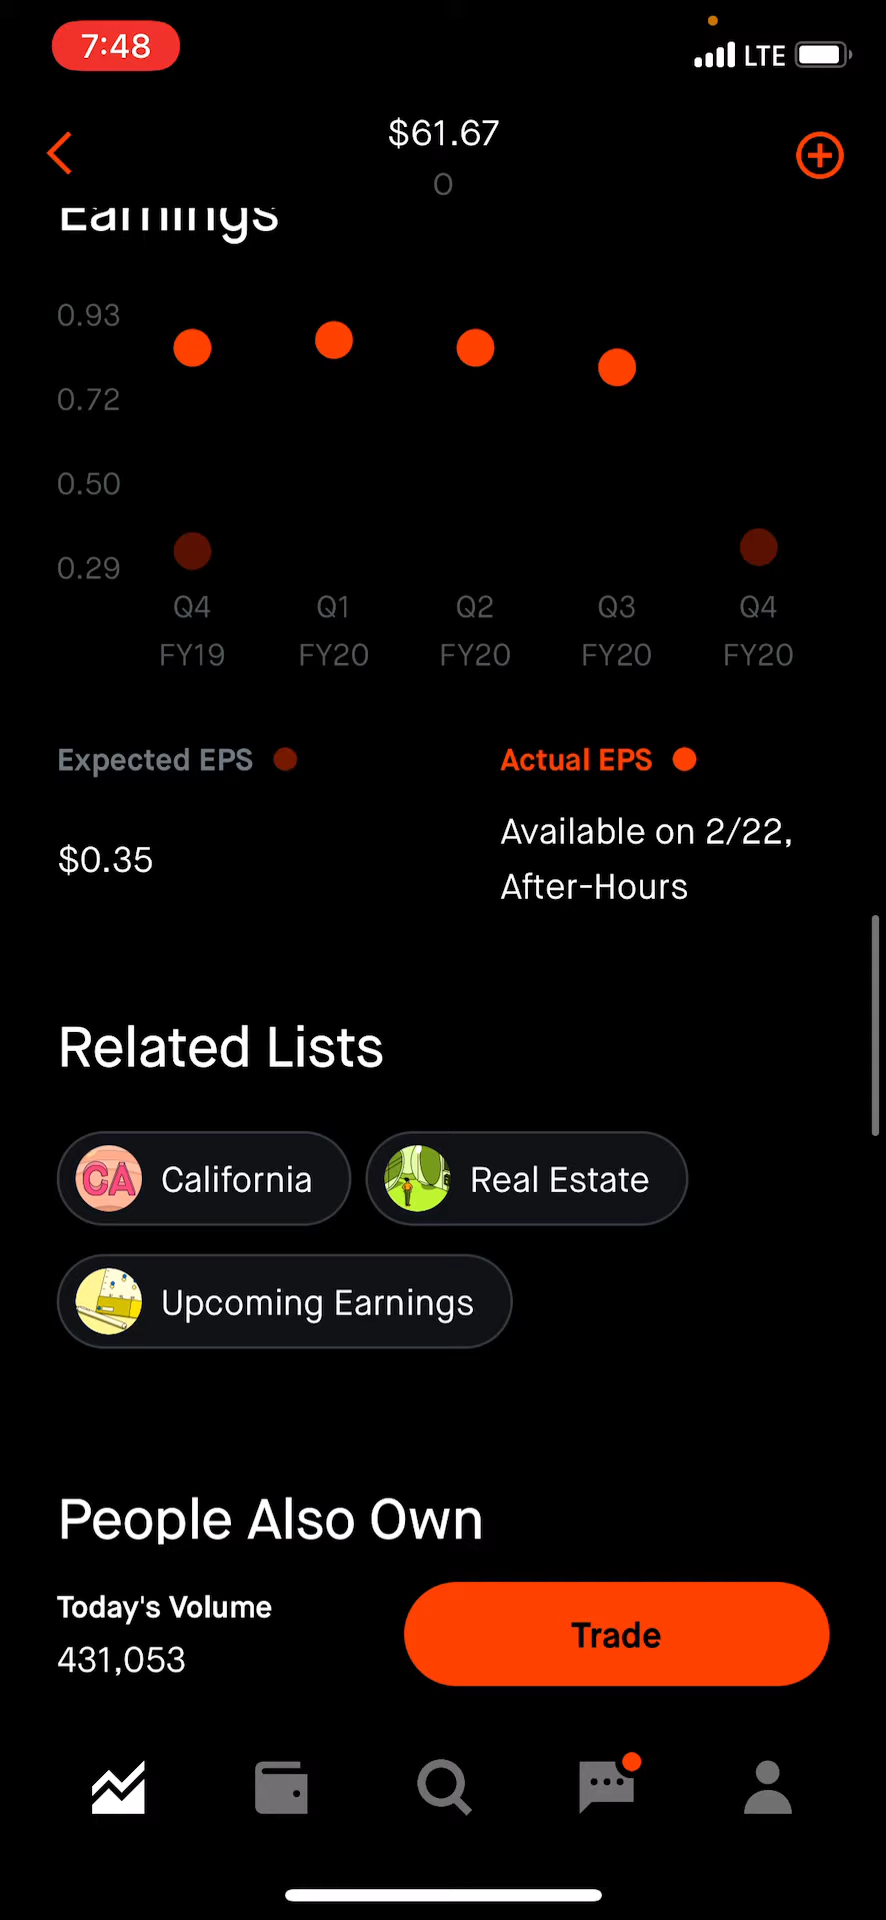 7:48
LTE
$61.67
O
Earnings
0.93
0.72
0.50
0.29
Q4 Q1 Q2 Q3 Q4
FY19 FY20 FY20 FY20 FY20
Expected EPS
Actual EPS
$0.35
Available on 2/22,
After-Hours
Related Lists
CA California
Real Estate
Upcoming Earnings
People Also Own
Today's Volume
431,053
Trade